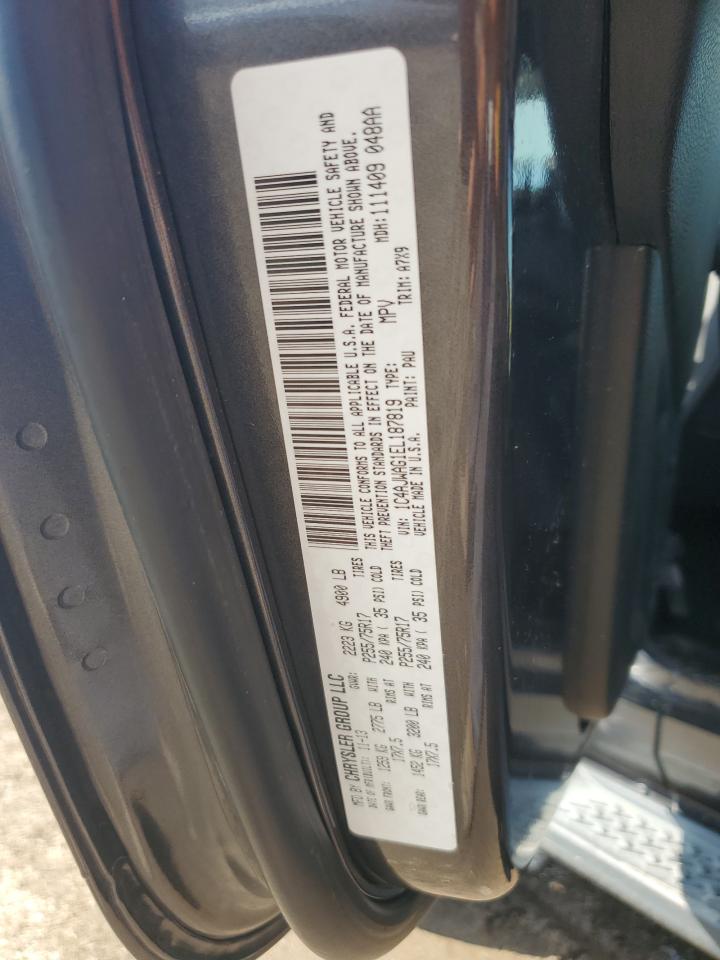 MFD BY: CHRYSLER GROUP LLC
DATE OF MFR(BUILT): 11-13 GVWR: 2223 KG 4900 LB
GAWR FRONT: 1253 KG 2775 LB WITH P255/75R17 TIRES
RIMS AT 17X7.5 240 KPA ( 35 PSI) COLD
GAWR REAR: 1452 KG 3200 LB WITH P255/75R17 TIRES
RIMS AT 17X7.5 240 KPA ( 35 PSI) COLD
THIS VEHICLE CONFORMS TO ALL APPLICABLE U.S.A. FEDERAL MOTOR VEHICLE SAFETY AND
THEFT PREVENTION STANDARDS IN EFFECT ON THE DATE OF MANUFACTURE SHOWN ABOVE.
VIN: 1C4AJWAG1EL187819 TYPE: MPV MDH: 111409 048AA
VEHICLE MADE IN U.S.A. PAINT: PAU TRIM: A7X9